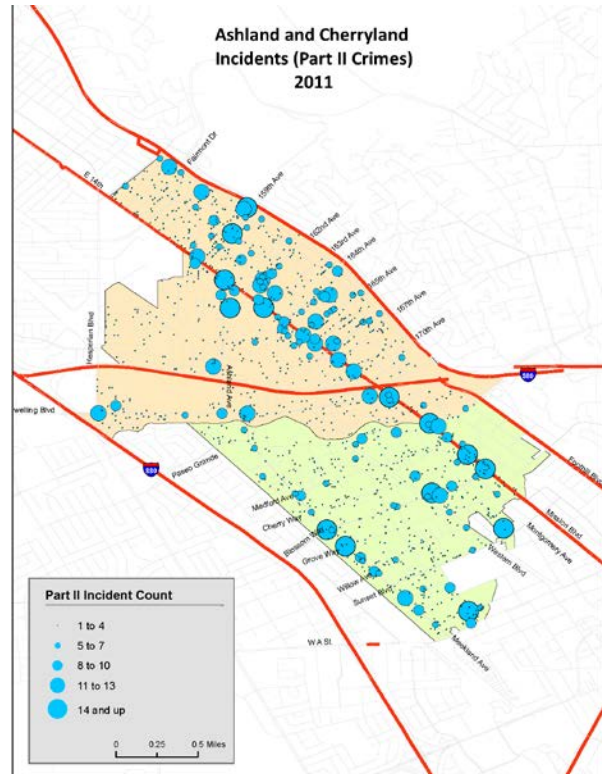 Ashland and Cherryland
Incidents (Part II Crimes)
2011
Fairmont Dr
E 14th
159th Ave
162nd Ave
163rd Ave
164th Ave
165th Ave
167th Ave
170th Ave
Hesperian Blvd
Ashland Ave
580
welling Blvd
880
Paseo Grande
Foothill Blvd
Medford Ave
Cherry Way
Mission Blvd
Blossom Way
Montgomery Ave
Grove Way
Western Blvd
Willow Ave
Sunset Blvd
W A St.
Meekland Ave
Part II Incident Count
1 to 4
5 to 7
8 to 10
11 to 13
14 and up
0 0.25 0.5 Miles